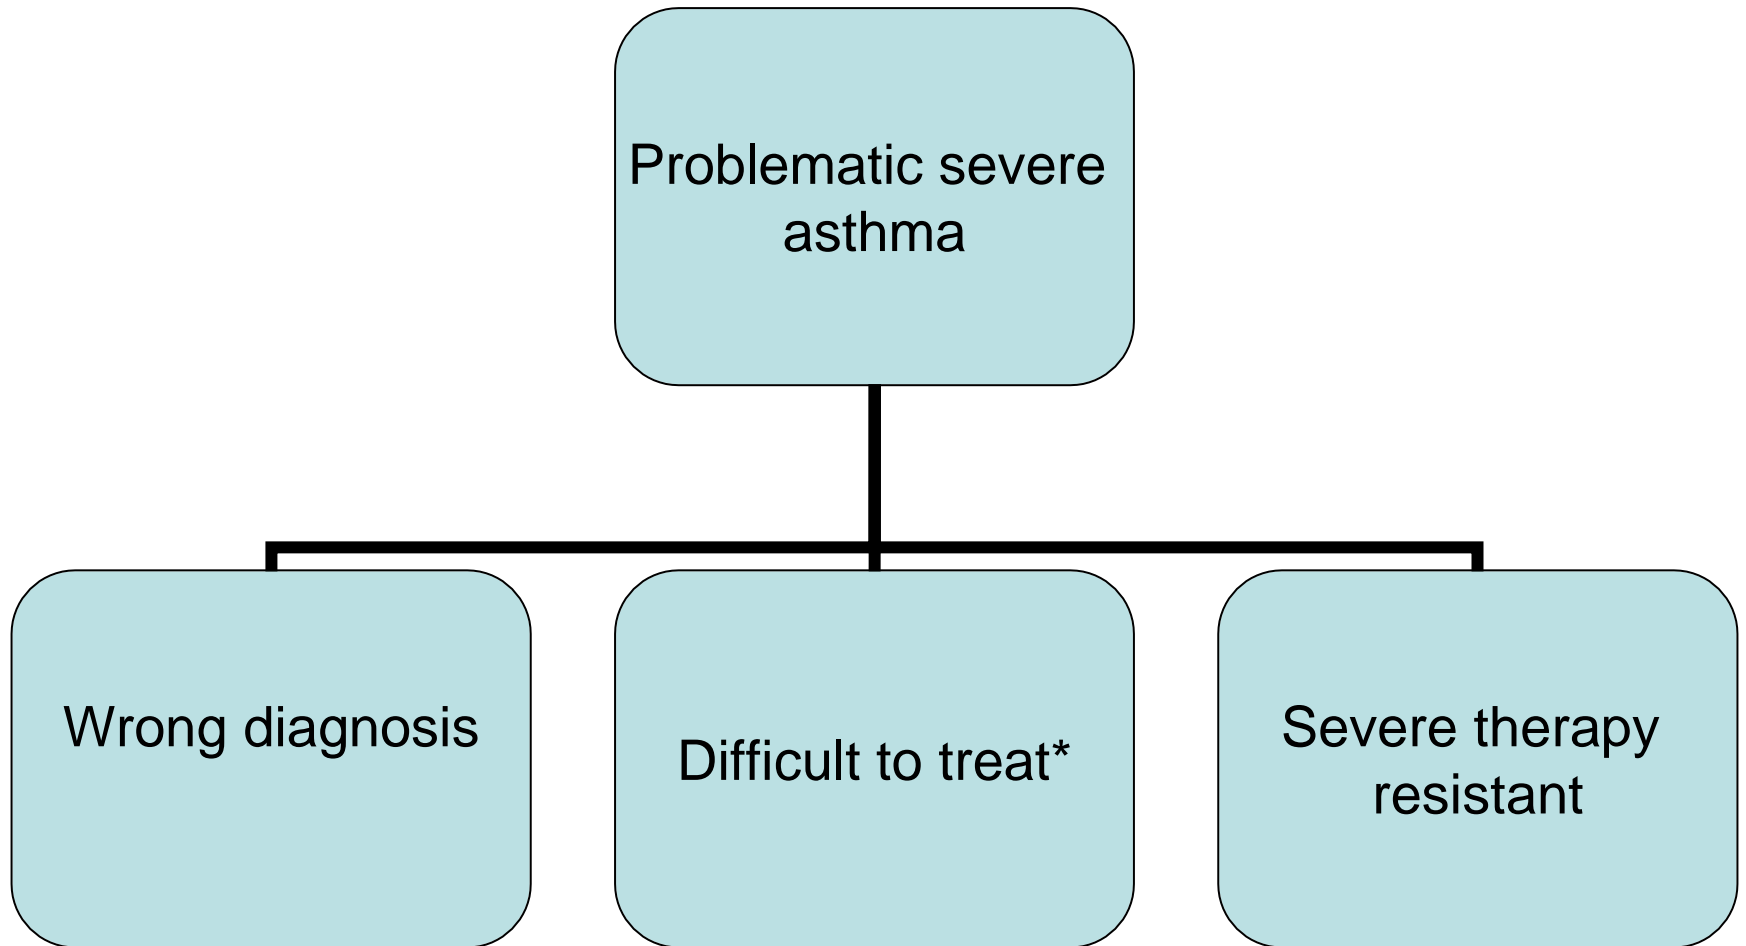 Problematic severe
asthma
Wrong diagnosis
Difficult to treat*
Severe therapy
resistant